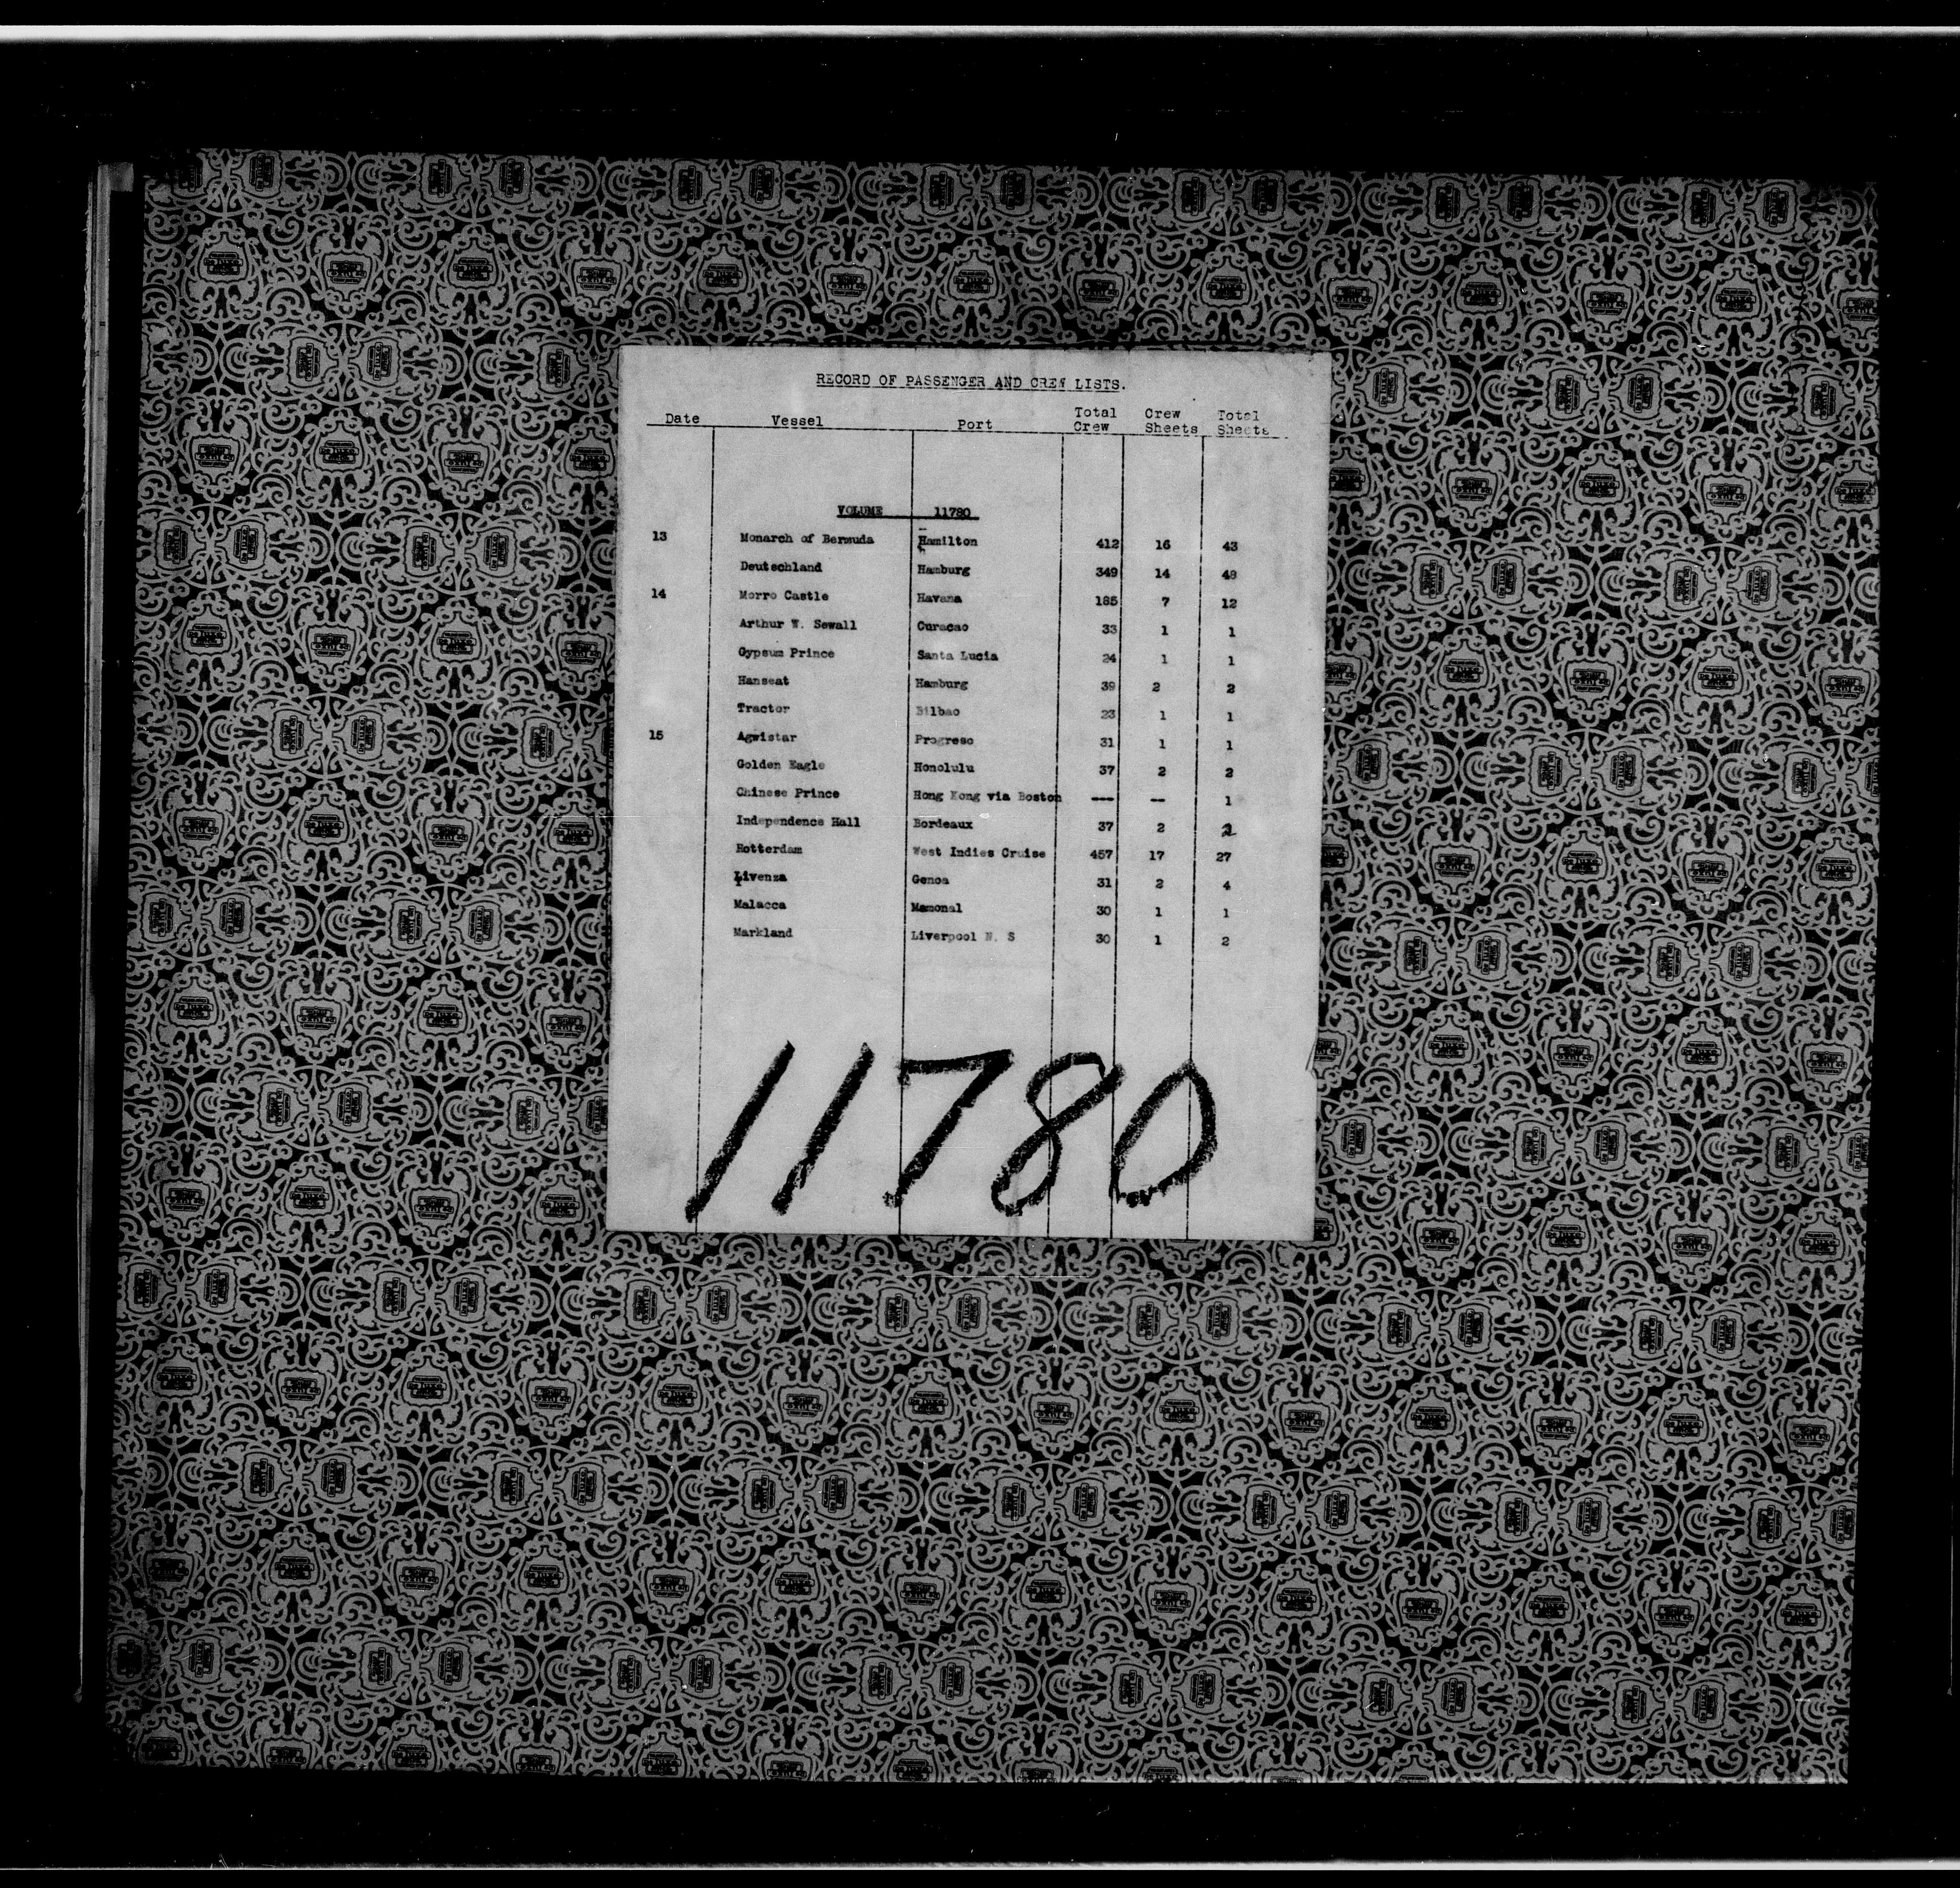 RECORD OF PASSENGER AND CREW LISTS.
Date Vessel Port Total Crew Crew Sheets Total Sheets
VOLUME 11780
13 Monarch of Bermuda Hamilton 412 16 43
Deutschland Hamburg 349 14 48
14 Morro Castle Havana 185 7 12
Arthur W. Sewall Curacao 33 1 1
Gypsum Prince Santa Lucia 24 1 1
Hanseat Hamburg 39 2 2
Tractor Bilbao 23 1 1
15 Agwistar Progreso 31 1 1
Golden Eagle Honolulu 37 2 2
Chinese Prince Hong Kong via Boston --- -- 1
Independence Hall Bordeaux 37 2 2
Rotterdam West Indies Cruise 457 17 27
Livenza Genoa 31 2 4
Malacca Mamonal 30 1 1
Markland Liverpool N. S 30 1 2
11780